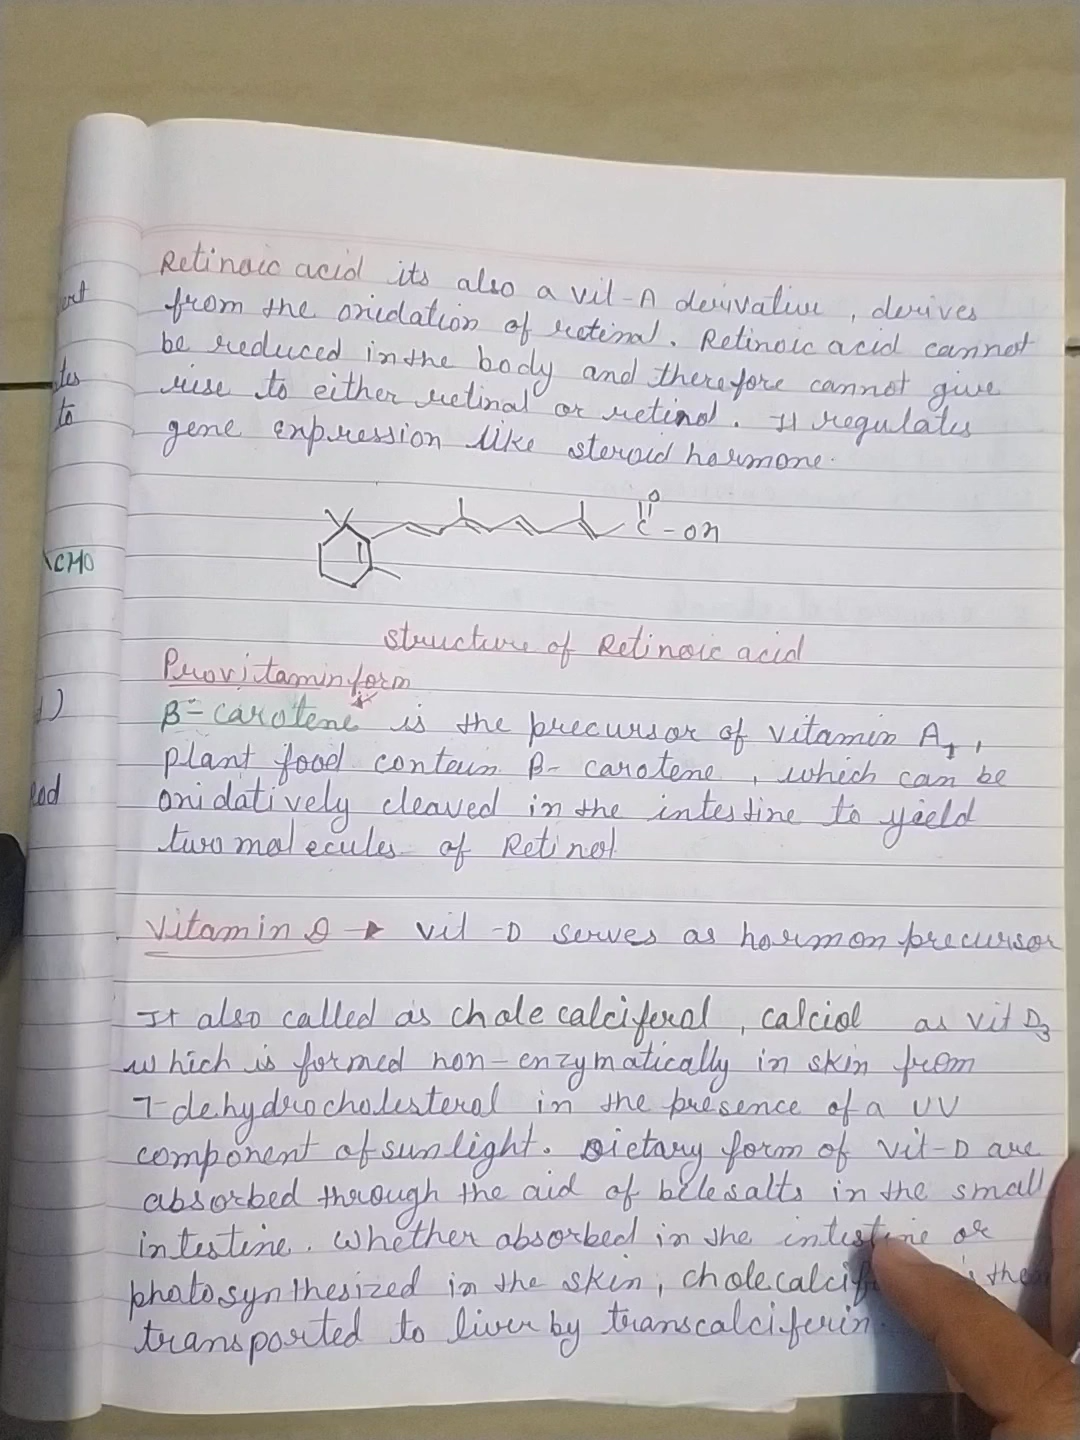 ert
tes
to
CHO
d)
Rod
Retinoic acid its also a vit-A derivative, derives
from the oxidation of retinal. Retinoic acid cannot
be reduced in the body and therefore cannot give
rise to either retinal or retinol. It regulates
gene expression like steroid hormone.
O
C-OH
structure of Retinoic acid
Provitamin form
β-carotene is the precursor of vitamin A1,
plant food contain β-carotene, which can be
oxidatively cleaved in the intestine to yield
two molecules of Retinol
Vitamin D → vit-D serves as hormon precursor
It also called as cholecalciferol, calciol as vit D3
which is formed non-enzymatically in skin from
7-dehydrocholesterol in the presence of a UV
component of sunlight. Dietary form of Vit-D are
absorbed through the aid of bile salts in the small
intestine. Whether absorbed in the intestine or
photosynthesized in the skin, cholecalcif
transported to liver by transcalciferin.